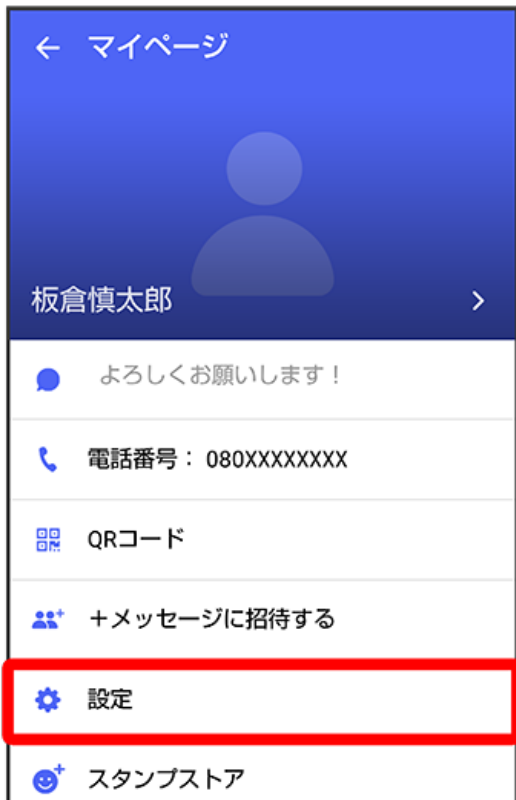 マイページ
板倉慎太郎
よろしくお願いします！
電話番号： 080XXXXXXXX
QRコード
＋メッセージに招待する
設定
スタンプストア